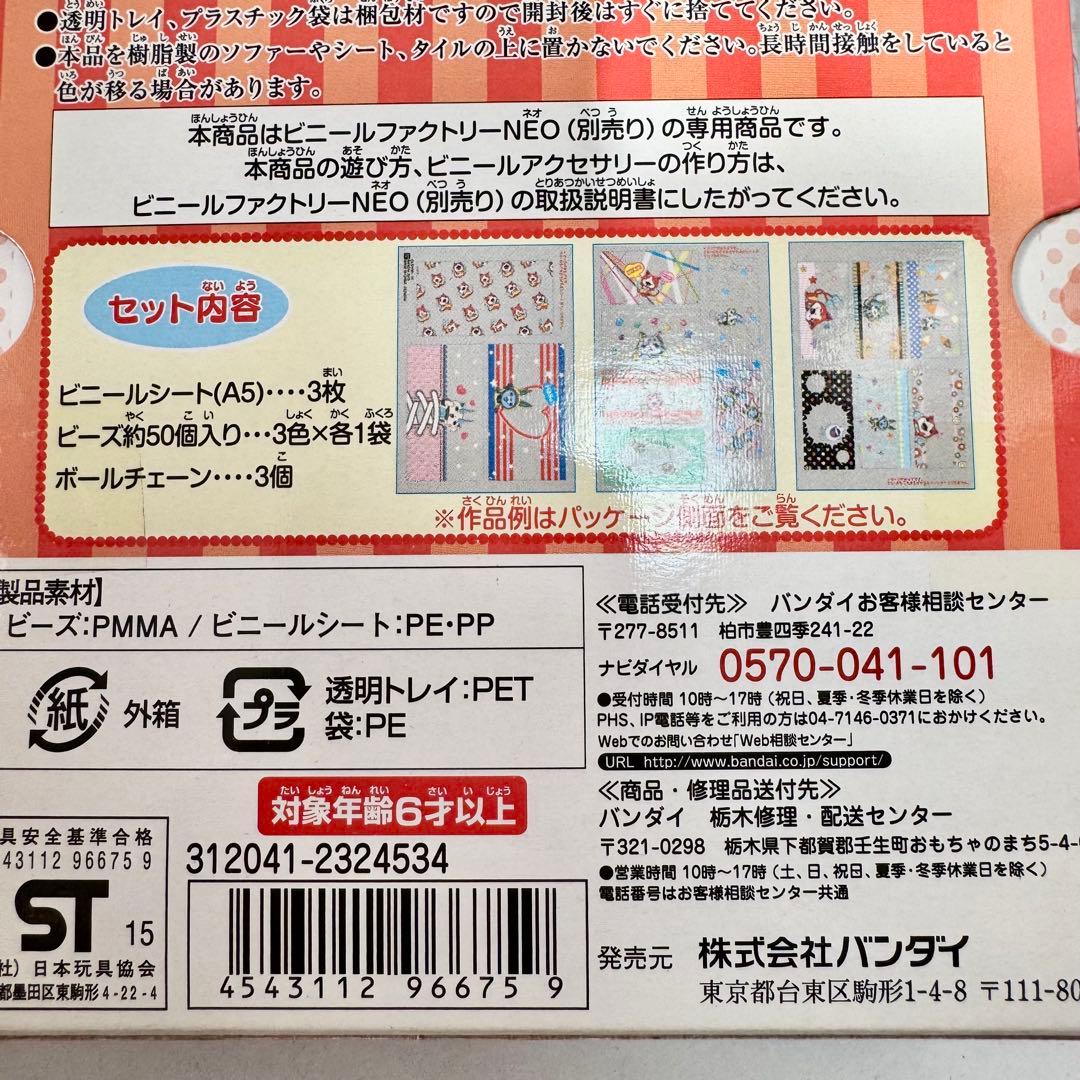 ●透明トレイ、プラスチック袋は梱包材ですので開封後はすぐに捨ててください。
●本品を樹脂製のソファーやシート、タイルの上に置かないでください。長時間接触をしていると
色が移る場合があります。
本商品はビニールファクトリーNEO(別売り)の専用商品です。
本商品の遊び方、ビニールアクセサリーの作り方は、
ビニールファクトリーNEO(別売り)の取扱説明書にしたがってください。
セット内容
ビニールシート(A5)‥‥3枚
ビーズ約50個入り‥‥3色×各1袋
ボールチェーン‥‥3個
※作品例はパッケージ側面をご覧ください。
製品素材】
ビーズ:PMMA / ビニールシート:PE・PP
紙 外箱
プラ 透明トレイ:PET
袋:PE
対象年齢6才以上
具安全基準合格
43112 96675 9
ST 15
社) 日本玩具協会
都墨田区東駒形4-22-4
312041-2324534
4543112 966759
≪電話受付先≫ バンダイお客様相談センター
〒277-8511 柏市豊四季241-22
ナビダイヤル 0570-041-101
●受付時間 10時〜17時(祝日、夏季・冬季休業日を除く)
PHS、IP電話等をご利用の方は04-7146-0371におかけください。
Webでのお問い合わせ「Web相談センター」
URL http://www.bandai.co.jp/support/
≪商品・修理品送付先≫
バンダイ 栃木修理・配送センター
〒321-0298 栃木県下都賀郡壬生町おもちゃのまち5-4-
●営業時間 10時〜17時(土、日、祝日、夏季・冬季休業日を除く)
電話番号はお客様相談センター共通
発売元 株式会社バンダイ
東京都台東区駒形1-4-8 〒111-80